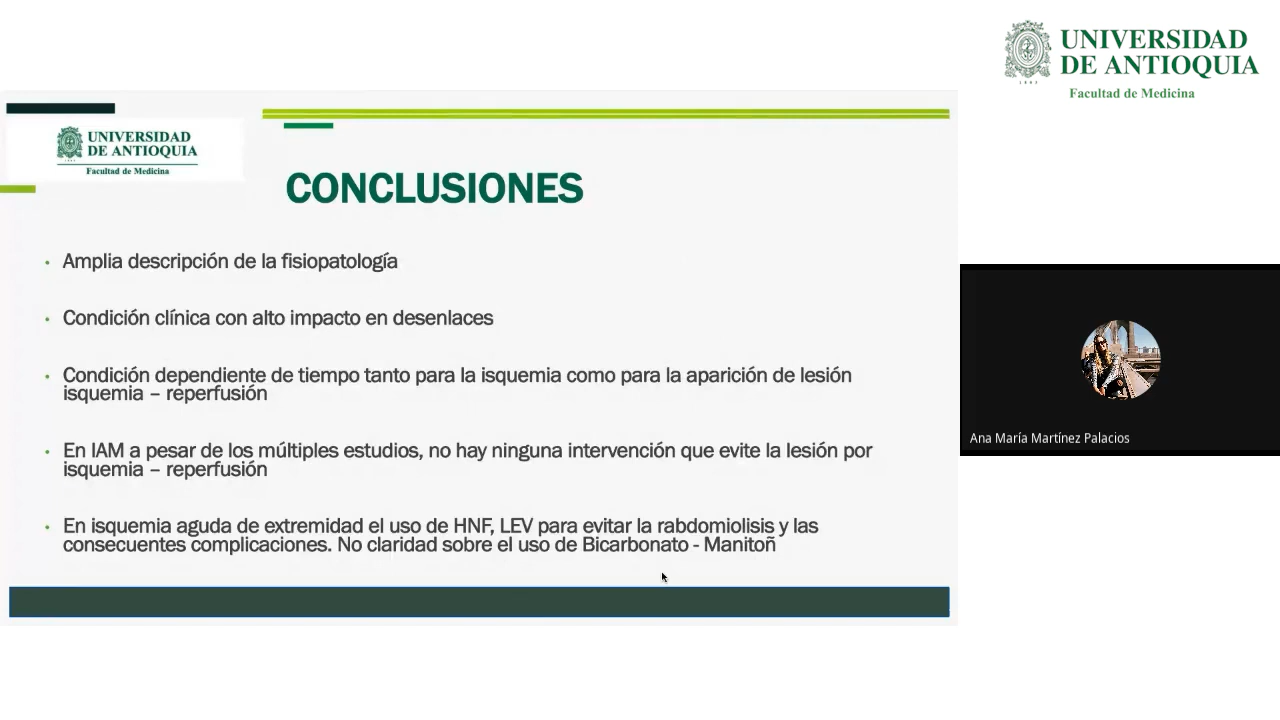 UNIVERSIDAD
DE ANTIOQUIA
1803
Facultad de Medicina
UNIVERSIDAD
DE ANTIOQUIA
Facultad de Medicina
CONCLUSIONES
• Amplia descripción de la fisiopatología
• Condición clínica con alto impacto en desenlaces
• Condición dependiente de tiempo tanto para la isquemia como para la aparición de lesión
isquemia – reperfusión
• En IAM a pesar de los múltiples estudios, no hay ninguna intervención que evite la lesión por
isquemia – reperfusión
• En isquemia aguda de extremidad el uso de HNF, LEV para evitar la rabdomiolisis y las
consecuentes complicaciones. No claridad sobre el uso de Bicarbonato - Manitoñ
Ana María Martínez Palacios